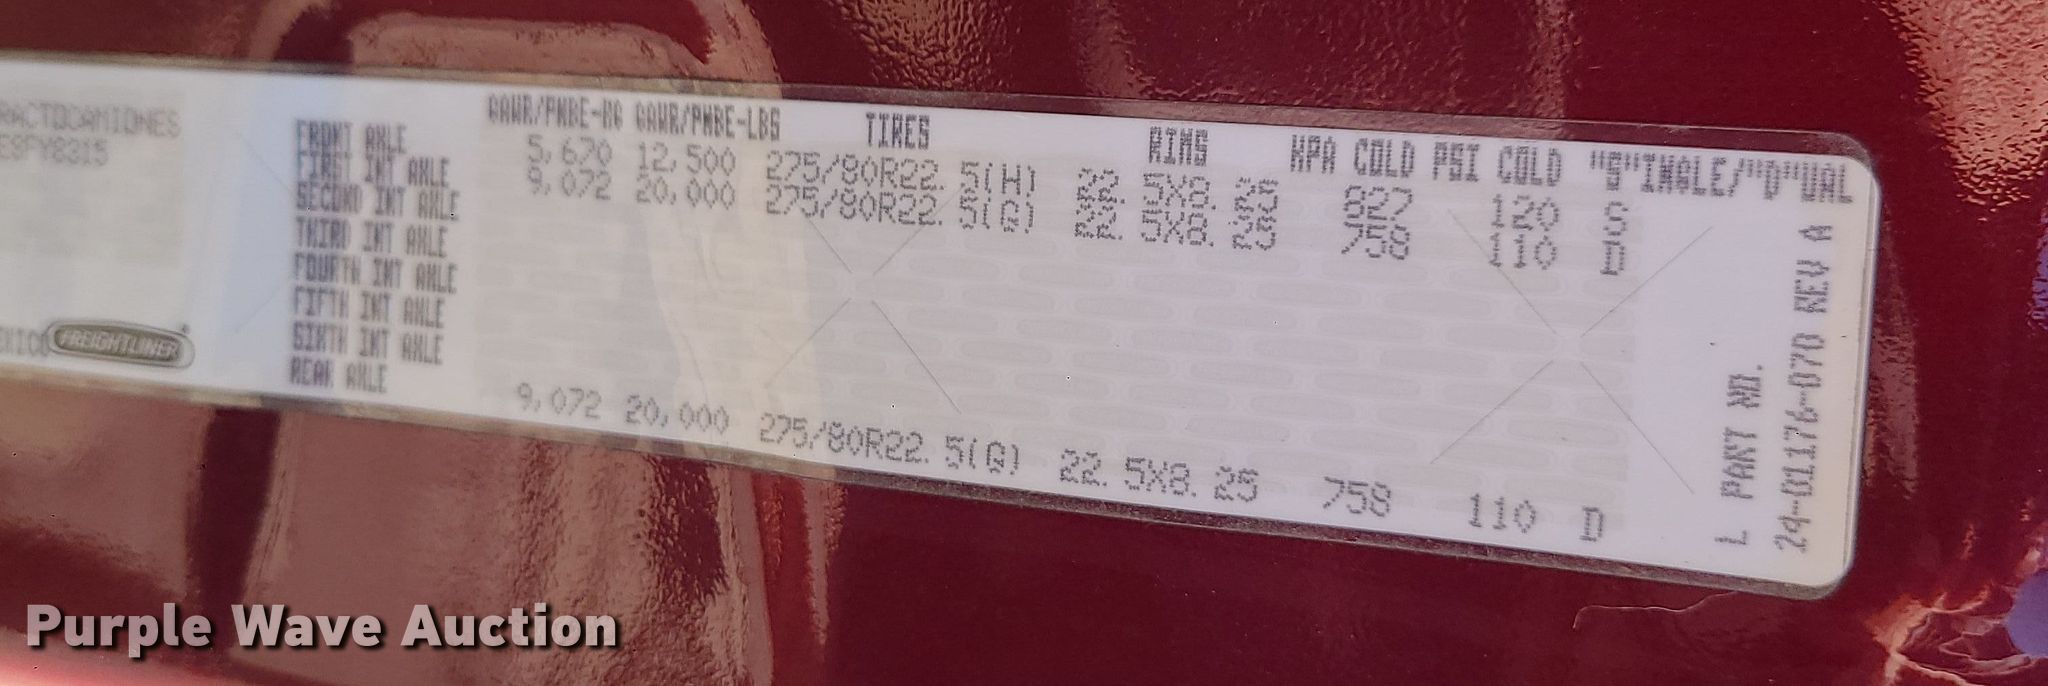 RACTOCAMIONES
GAWR/PNBE-KG GAWR/PNBE-LBS TIRES RIMS KPA COLD PSI COLD "S"INGLE/"D"UAL
FRONT AXLE 5,670 12,500 275/80R22.5(H) 22.5X8.25 827 120 S
FIRST INT AXLE 9,072 20,000 275/80R22.5(G) 22.5X8.25 758 110 D
SECOND INT AXLE
THIRD INT AXLE
FOURTH INT AXLE
FIFTH INT AXLE
SIXTH INT AXLE
REAR AXLE 9,072 20,000 275/80R22.5(G) 22.5X8.25 758 110 D
EXICO FREIGHTLINER
L PART NO.
24-01176-070 REV A
Purple Wave Auction